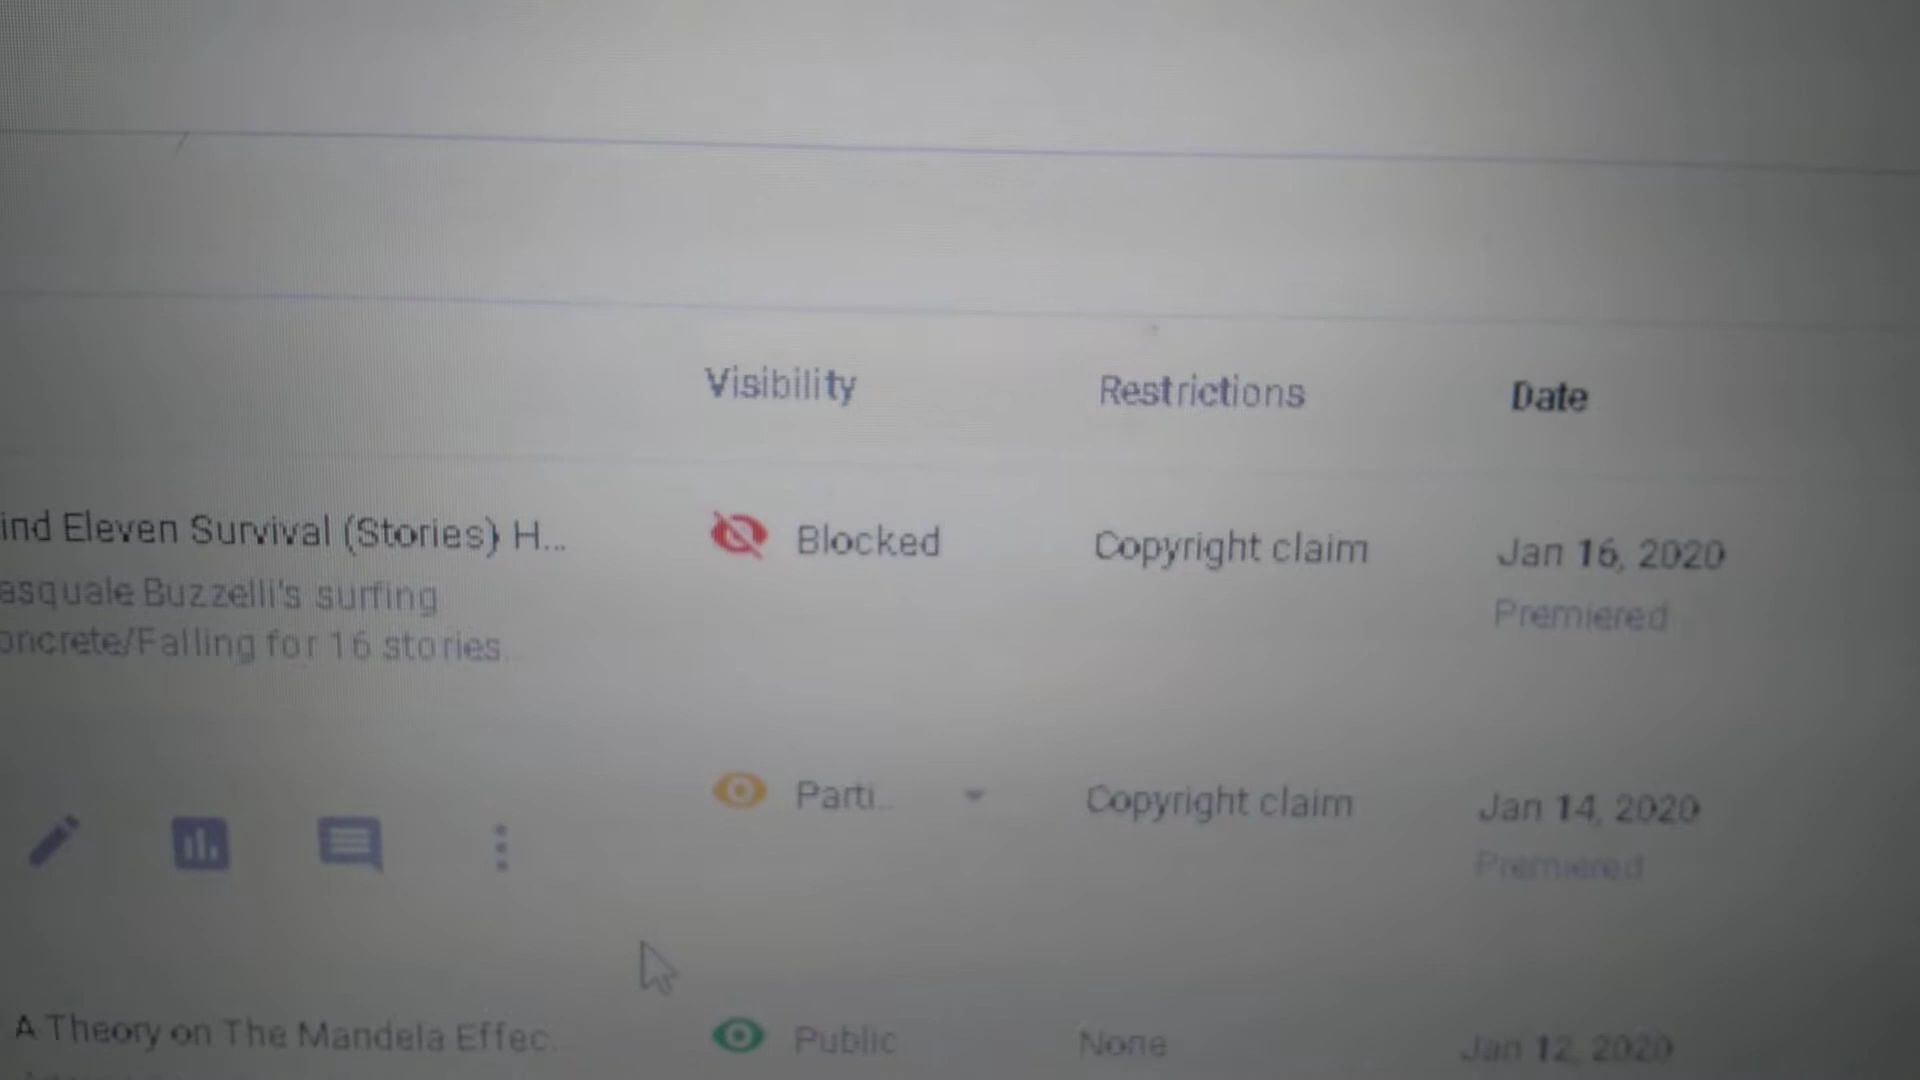 Visibility Restrictions Date
ind Eleven Survival (Stories) H... Blocked Copyright claim Jan 16, 2020
asquale Buzzelli's surfing Premiered
oncrete/Falling for 16 stories...
Parti... Copyright claim Jan 14, 2020
Premiered
A Theory on The Mandela Effec... Public None Jan 12, 2020